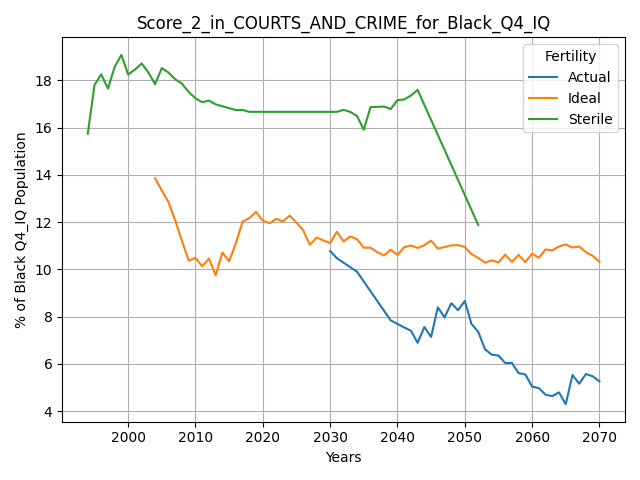 Score_2_in_COURTS_AND_CRIME_for_Black_Q4_IQ
Fertility
Actual
Ideal
Sterile
% of Black Q4_IQ Population
18
16
14
12
10
8
6
4
2000 2010 2020 2030 2040 2050 2060 2070
Years